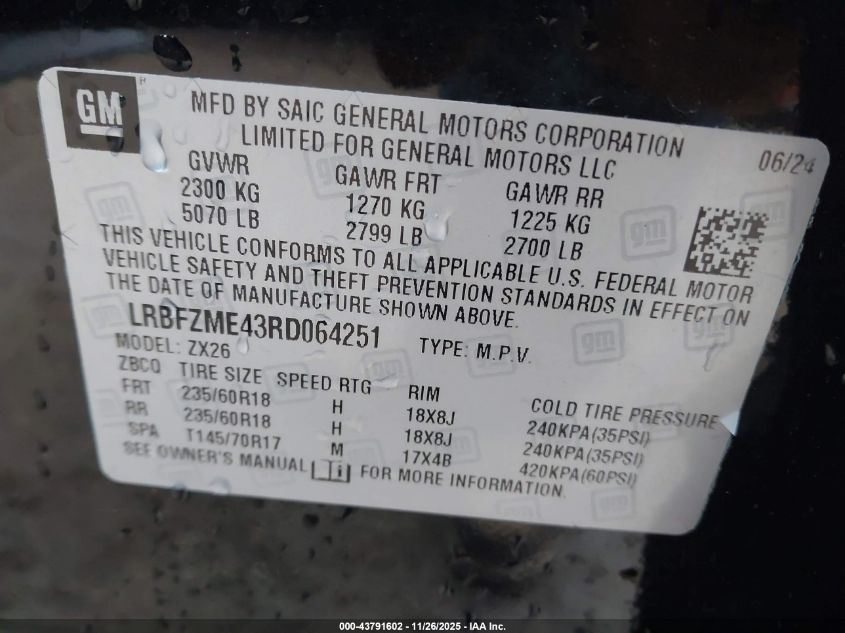 GM
MFD BY SAIC GENERAL MOTORS CORPORATION
LIMITED FOR GENERAL MOTORS LLC
06/24
GVWR GAWR FRT GAWR RR
2300 KG 1270 KG 1225 KG
5070 LB 2799 LB 2700 LB
THIS VEHICLE CONFORMS TO ALL APPLICABLE U.S. FEDERAL MOTOR
VEHICLE SAFETY AND THEFT PREVENTION STANDARDS IN EFFECT ON
THE DATE OF MANUFACTURE SHOWN ABOVE.
LRBFZME43RD064251 TYPE: M.P.V.
MODEL: ZX26
ZBCQ TIRE SIZE SPEED RTG RIM COLD TIRE PRESSURE
FRT 235/60R18 H 18X8J 240KPA(35PSI)
RR 235/60R18 H 18X8J 240KPA(35PSI)
SPA T145/70R17 M 17X4B 420KPA(60PSI)
SEE OWNER'S MANUAL i FOR MORE INFORMATION.
000-43791602 - 11/26/2025 - IAA Inc.